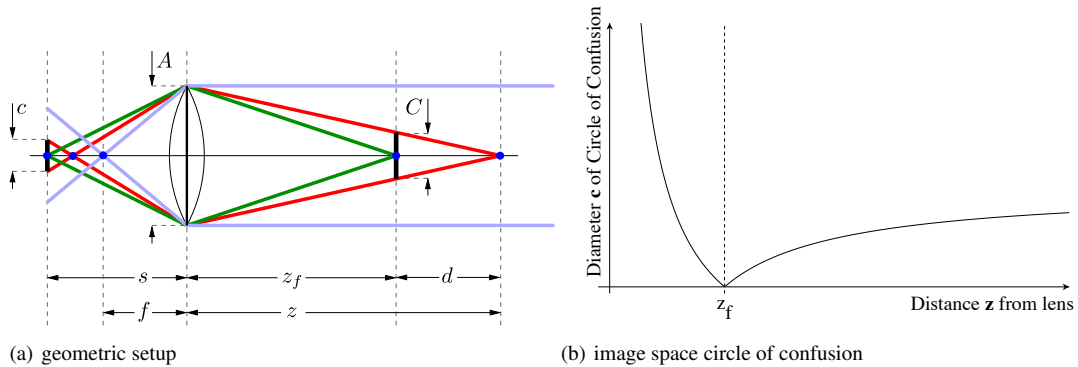 A
c
C
s
z_f
d
f
z
(a) geometric setup
Diameter c of Circle of Confusion
z_f
Distance z from lens
(b) image space circle of confusion